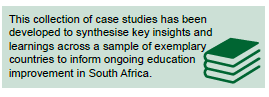 This collection of case studies has been
developed to synthesise key insights and
learnings across a sample of exemplary
countries to inform ongoing education
improvement in South Africa.